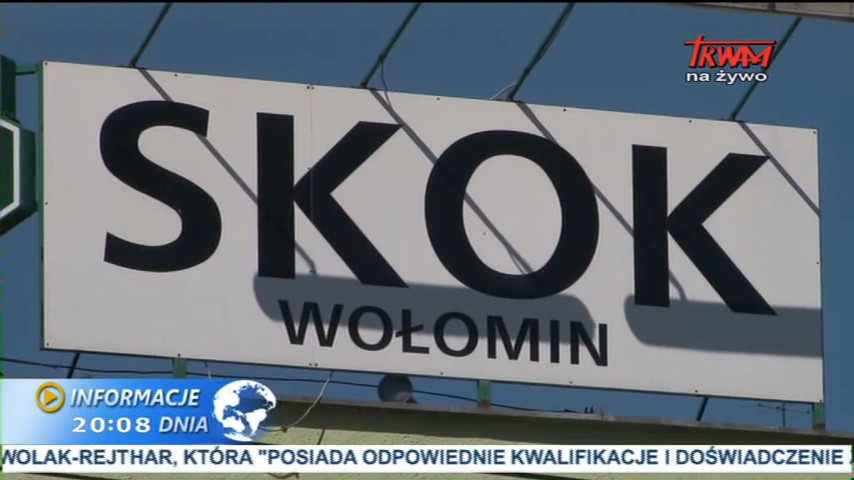 TRWAM
na żywo
SKOK
WOŁOMIN
INFORMACJE
20:08 DNIA
WOLAK-REJTHAR, KTÓRA "POSIADA ODPOWIEDNIE KWALIFIKACJE I DOŚWIADCZENIE